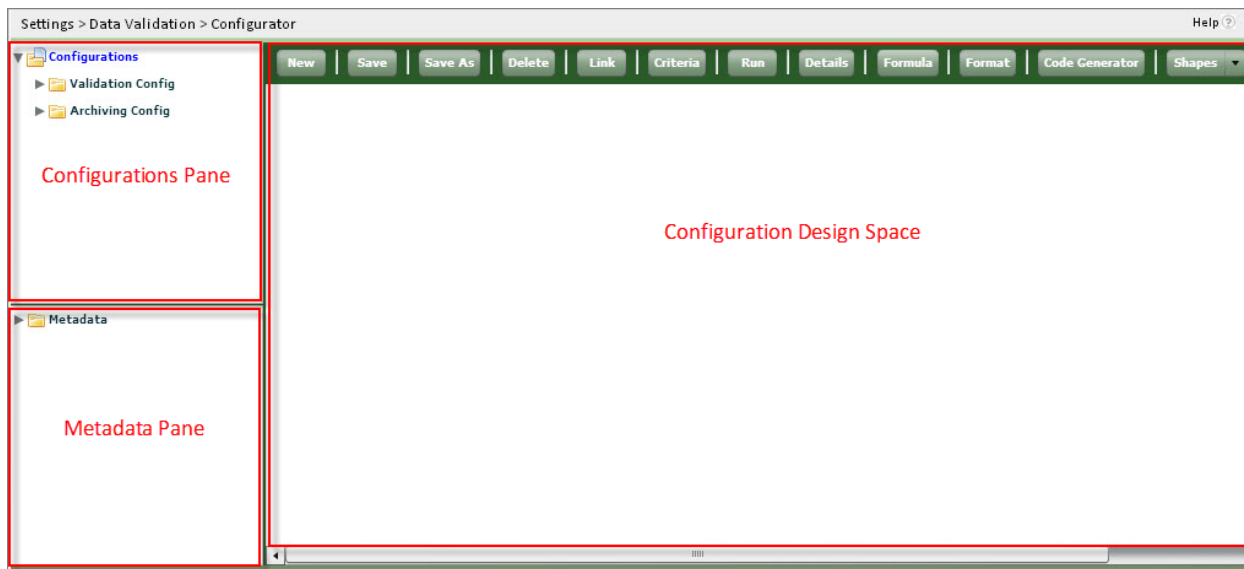 Settings > Data Validation > Configurator
Help ?
Configurations
Validation Config
Archiving Config
Configurations Pane
Metadata
Metadata Pane
New Save Save As Delete Link Criteria Run Details Formula Format Code Generator Shapes
Configuration Design Space